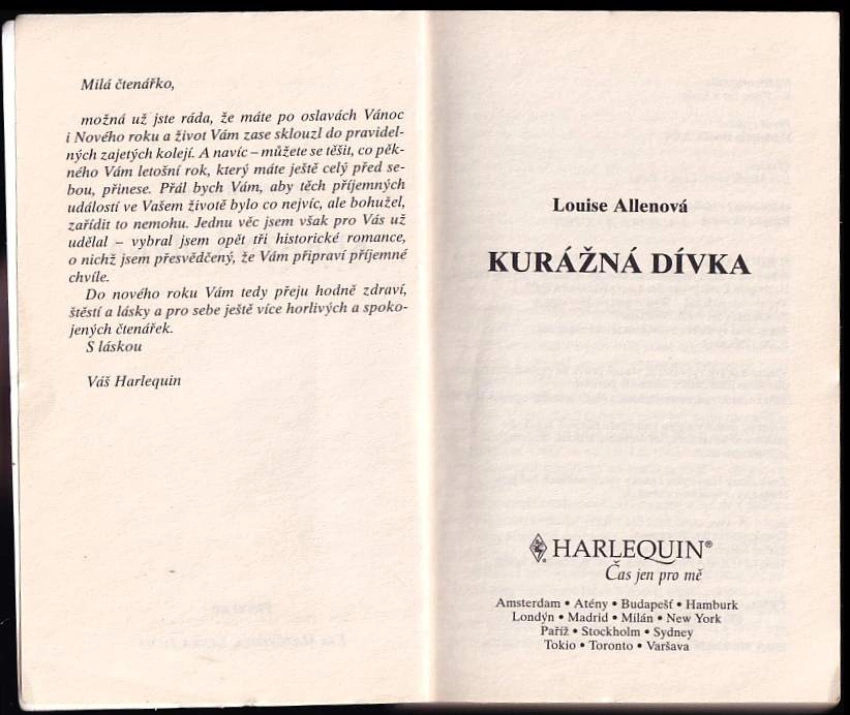 Milá čtenářko,
možná už jste ráda, že máte po oslavách Vánoc
i Nového roku a život Vám zase sklouzl do pravidel-
ných zajetých kolejí. A navíc – můžete se těšit, co pěk-
ného Vám letošní rok, který máte ještě celý před se-
bou, přinese. Přál bych Vám, aby těch příjemných
událostí ve Vašem životě bylo co nejvíc, ale bohužel,
zařídit to nemohu. Jednu věc jsem však pro Vás už
udělal – vybral jsem opět tři historické romance,
o nichž jsem přesvědčený, že Vám připraví příjemné
chvíle.
Do nového roku Vám tedy přeju hodně zdraví,
štěstí a lásky a pro sebe ještě více horlivých a spoko-
jených čtenářek.
S láskou
Váš Harlequin
Louise Allenová
KURÁŽNÁ DÍVKA
HARLEQUIN®
Čas jen pro mě
Amsterdam • Atény • Budapešť • Hamburk
Londýn • Madrid • Milán • New York
Paříž • Stockholm • Sydney
Tokio • Toronto • Varšava